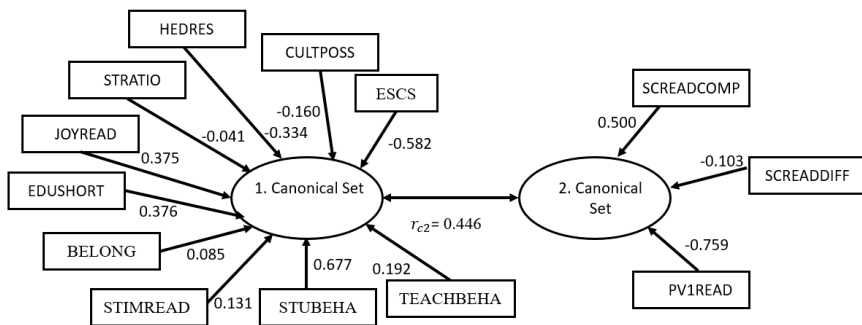 HEDRES
CULTPOSS
STRATIO
ESCS
SCREADCOMP
-0.160
-0.041
-0.334
0.500
JOYREAD
-0.582
0.375
-0.103
SCREADDIFF
EDUSHORT
1. Canonical Set
2. Canonical
Set
0.376
r_{c2}= 0.446
BELONG
0.085
-0.759
0.677
0.192
STIMREAD
0.131
STUBEHA
TEACHBEHA
PV1READ